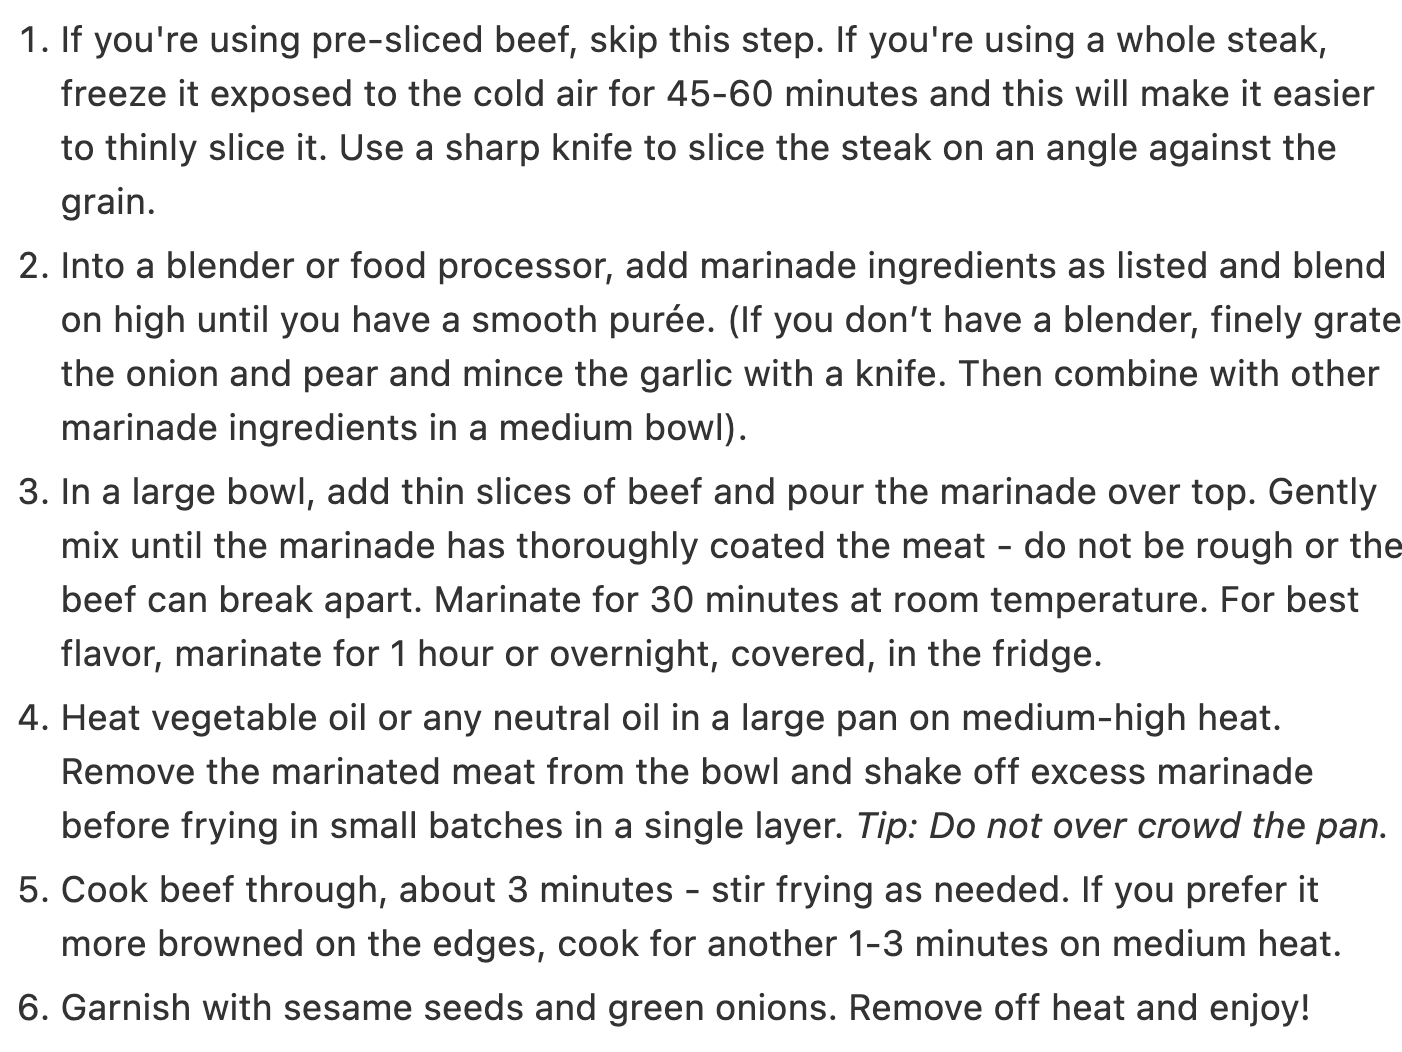 1. If you're using pre-sliced beef, skip this step. If you're using a whole steak,
freeze it exposed to the cold air for 45-60 minutes and this will make it easier
to thinly slice it. Use a sharp knife to slice the steak on an angle against the
grain.
2. Into a blender or food processor, add marinade ingredients as listed and blend
on high until you have a smooth purée. (If you don’t have a blender, finely grate
the onion and pear and mince the garlic with a knife. Then combine with other
marinade ingredients in a medium bowl).
3. In a large bowl, add thin slices of beef and pour the marinade over top. Gently
mix until the marinade has thoroughly coated the meat - do not be rough or the
beef can break apart. Marinate for 30 minutes at room temperature. For best
flavor, marinate for 1 hour or overnight, covered, in the fridge.
4. Heat vegetable oil or any neutral oil in a large pan on medium-high heat.
Remove the marinated meat from the bowl and shake off excess marinade
before frying in small batches in a single layer. Tip: Do not over crowd the pan.
5. Cook beef through, about 3 minutes - stir frying as needed. If you prefer it
more browned on the edges, cook for another 1-3 minutes on medium heat.
6. Garnish with sesame seeds and green onions. Remove off heat and enjoy!